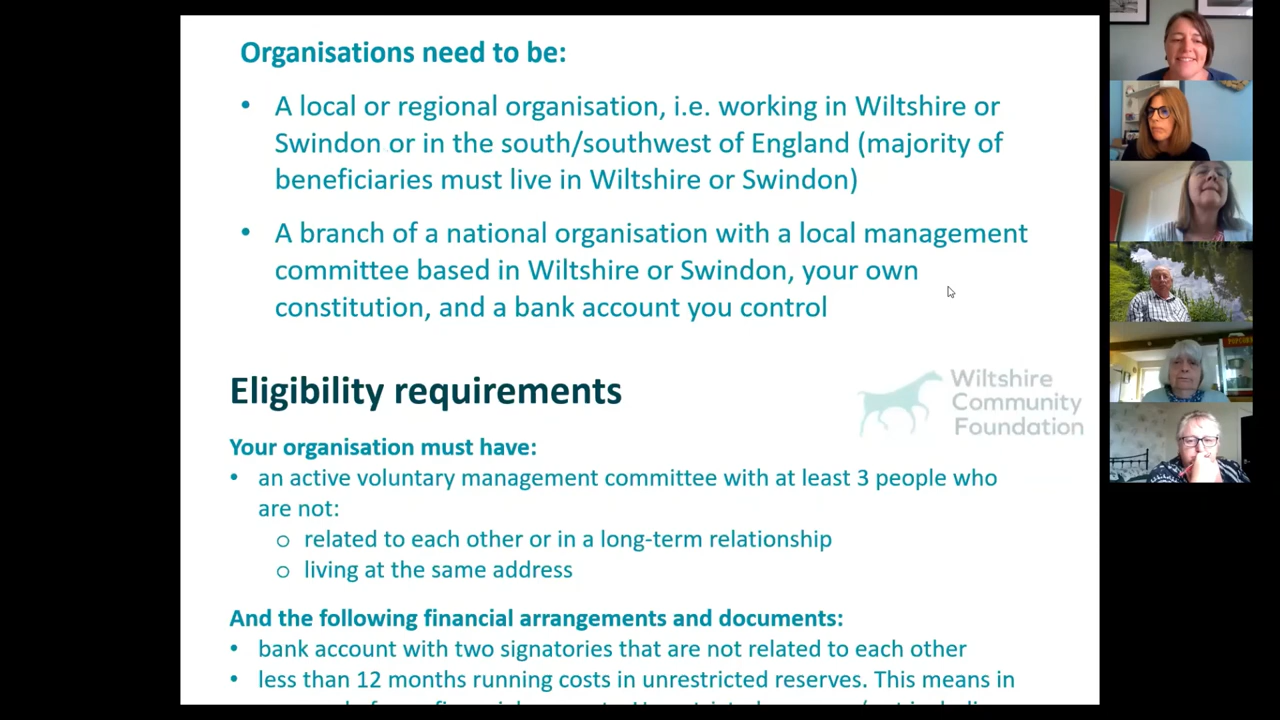 Organisations need to be:
• A local or regional organisation, i.e. working in Wiltshire or
Swindon or in the south/southwest of England (majority of
beneficiaries must live in Wiltshire or Swindon)
• A branch of a national organisation with a local management
committee based in Wiltshire or Swindon, your own
constitution, and a bank account you control
Eligibility requirements
Wiltshire
Community
Foundation
Your organisation must have:
• an active voluntary management committee with at least 3 people who
are not:
o related to each other or in a long-term relationship
o living at the same address
And the following financial arrangements and documents:
• bank account with two signatories that are not related to each other
• less than 12 months running costs in unrestricted reserves. This means in